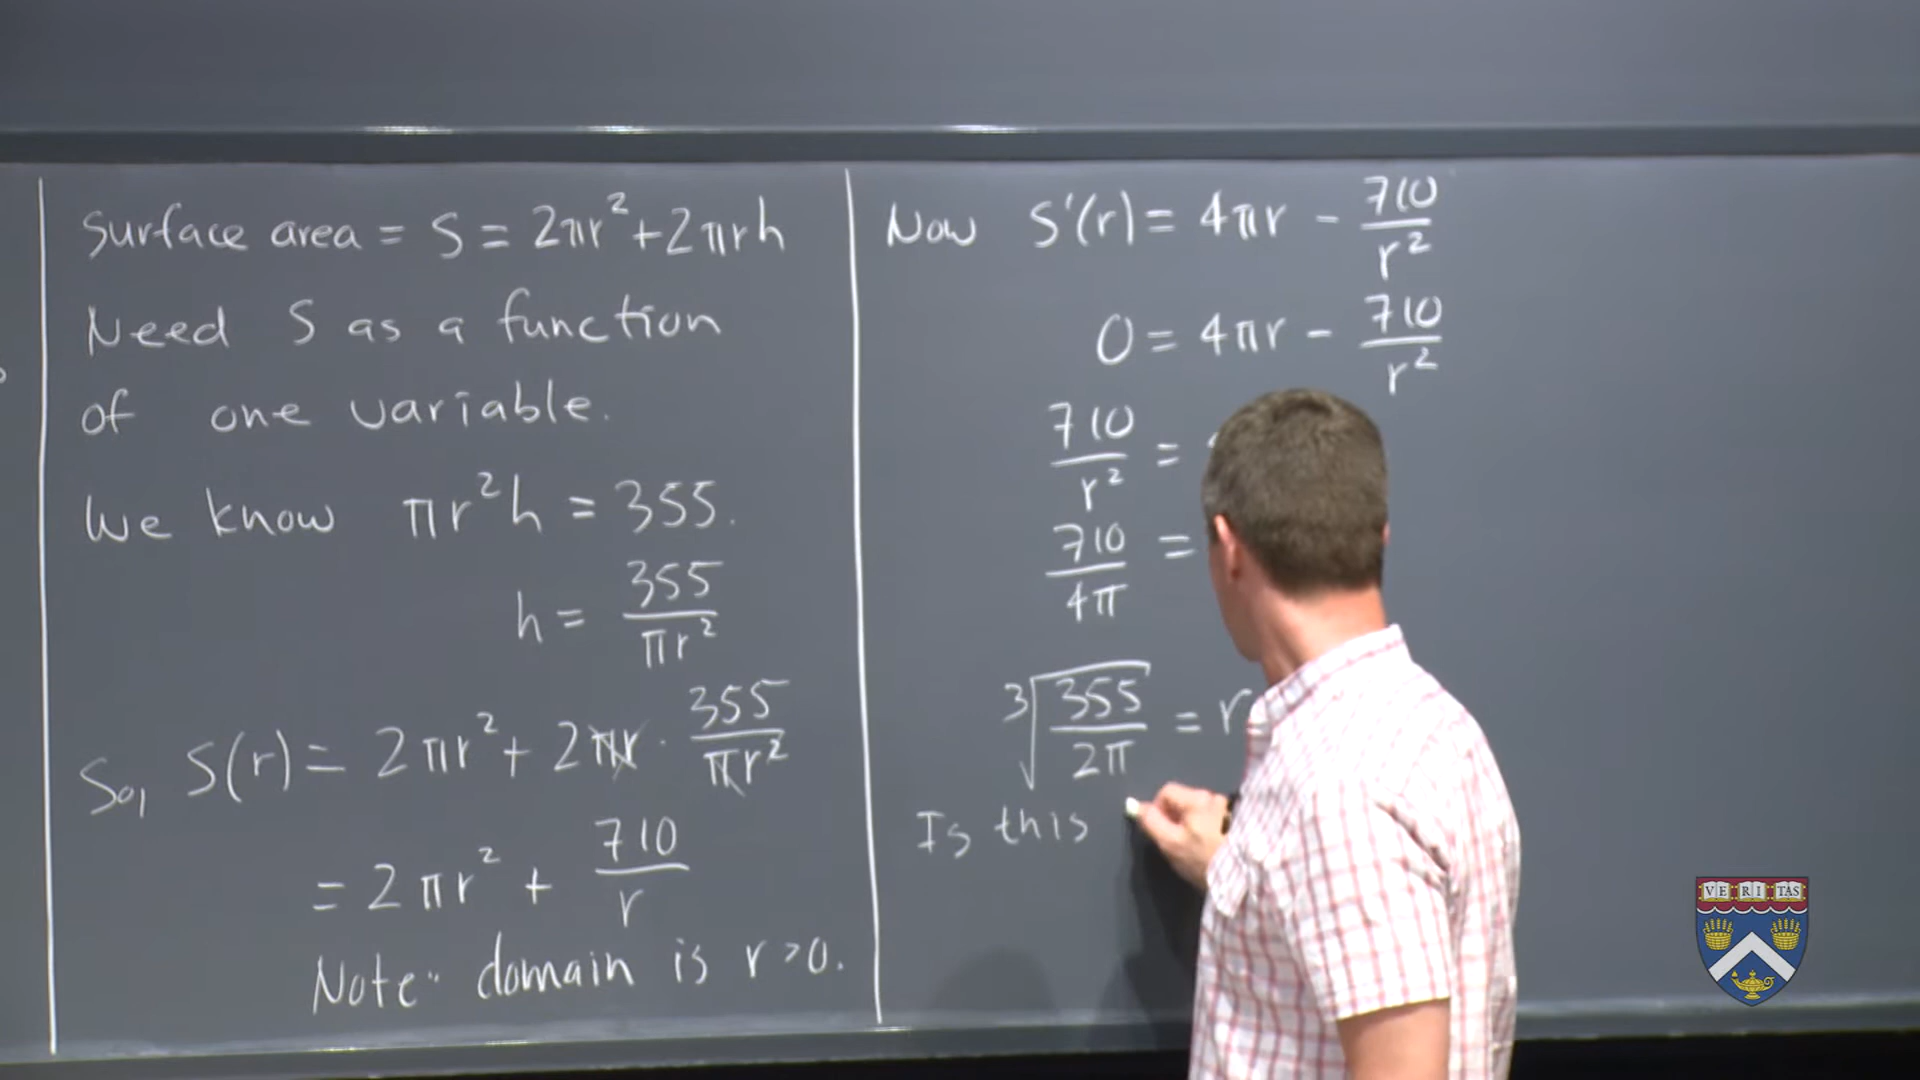 Surface area = S = 2πr² + 2πrh
Need S as a function
of one variable.
We know πr²h = 355.
h = 355/πr²
So, S(r) = 2πr² + 2πr · 355/πr²
= 2πr² + 710/r
Note: domain is r > 0.
Now S'(r) = 4πr - 710/r²
0 = 4πr - 710/r²
710/r² =
710/4π =
∛(355/2π) = r
Is this
VE RI TAS